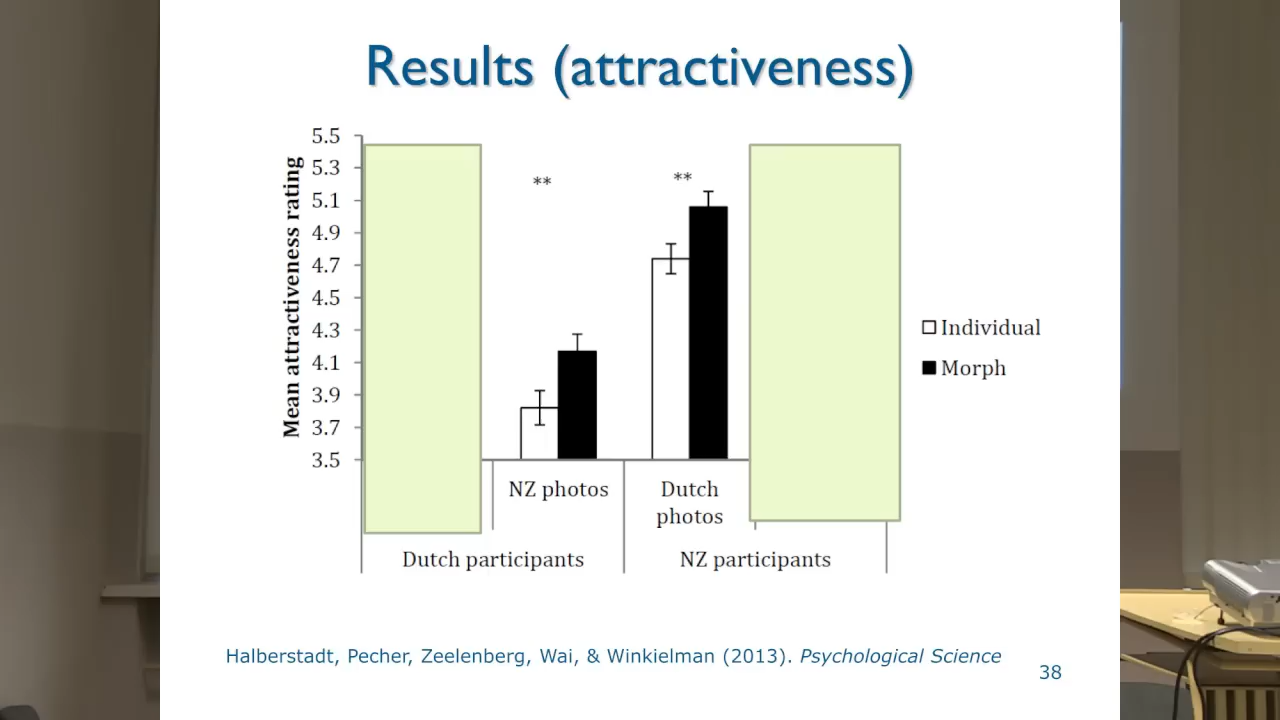 Results (attractiveness)
Mean attractiveness rating
5.5
5.3
5.1
4.9
4.7
4.5
4.3
4.1
3.9
3.7
3.5
**
**
Individual
Morph
NZ photos
Dutch
photos
Dutch participants
NZ participants
Halberstadt, Pecher, Zeelenberg, Wai, & Winkielman (2013). Psychological Science
38